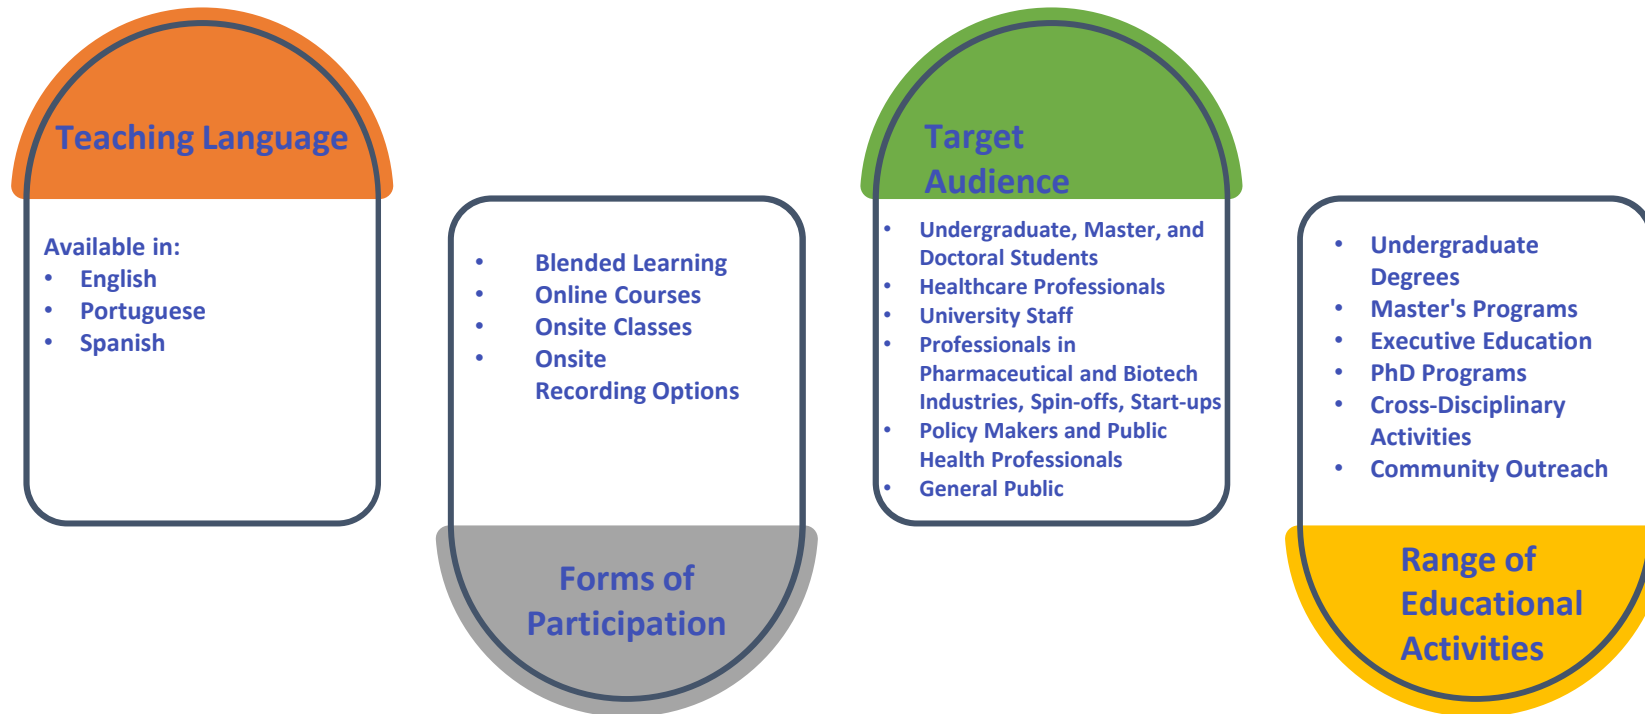 Teaching Language
Available in:
• English
• Portuguese
• Spanish
• Blended Learning
• Online Courses
• Onsite Classes
• Onsite
Recording Options
Forms of
Participation
Target
Audience
• Undergraduate, Master, and
Doctoral Students
• Healthcare Professionals
• University Staff
• Professionals in
Pharmaceutical and Biotech
Industries, Spin-offs, Start-ups
• Policy Makers and Public
Health Professionals
• General Public
• Undergraduate
Degrees
• Master's Programs
• Executive Education
• PhD Programs
• Cross-Disciplinary
Activities
• Community Outreach
Range of
Educational
Activities